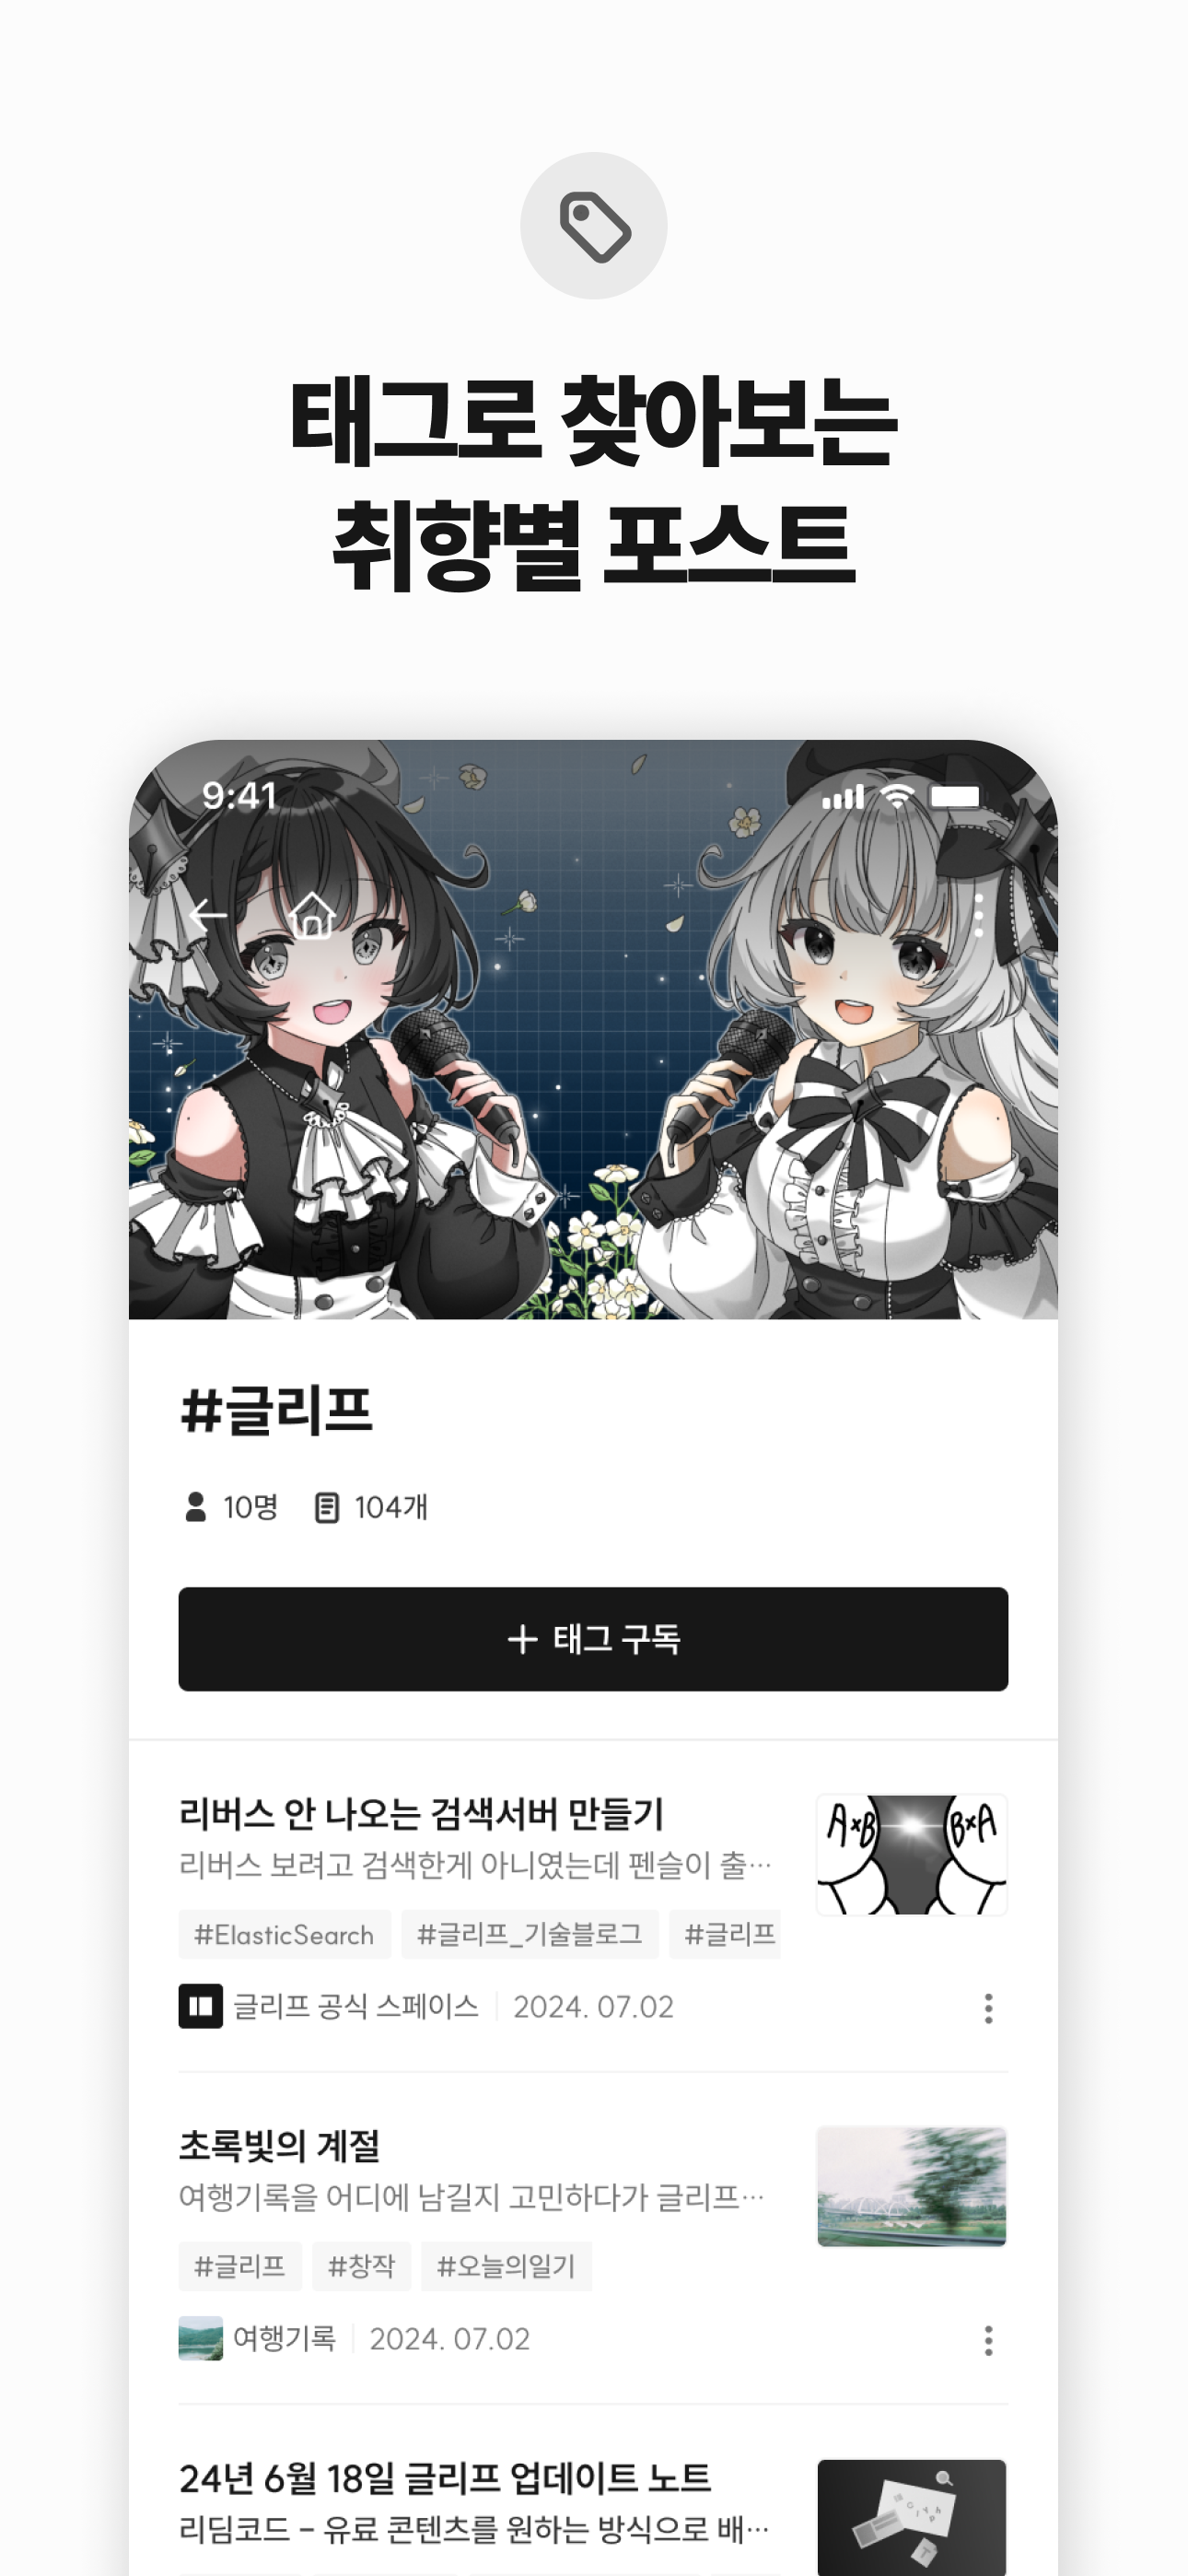 태그로 찾아보는
취향별 포스트
9:41
#글리프
10명 104개
+ 태그 구독
리버스 안 나오는 검색서버 만들기
리버스 보려고 검색한게 아니였는데 펜슬이 출…
A×B B×A
#ElasticSearch #글리프_기술블로그 #글리프
글리프 공식 스페이스 2024. 07.02
초록빛의 계절
여행기록을 어디에 남길지 고민하다가 글리프…
#글리프 #창작 #오늘의일기
여행기록 2024. 07.02
24년 6월 18일 글리프 업데이트 노트
리딤코드 – 유료 콘텐츠를 원하는 방식으로 배…